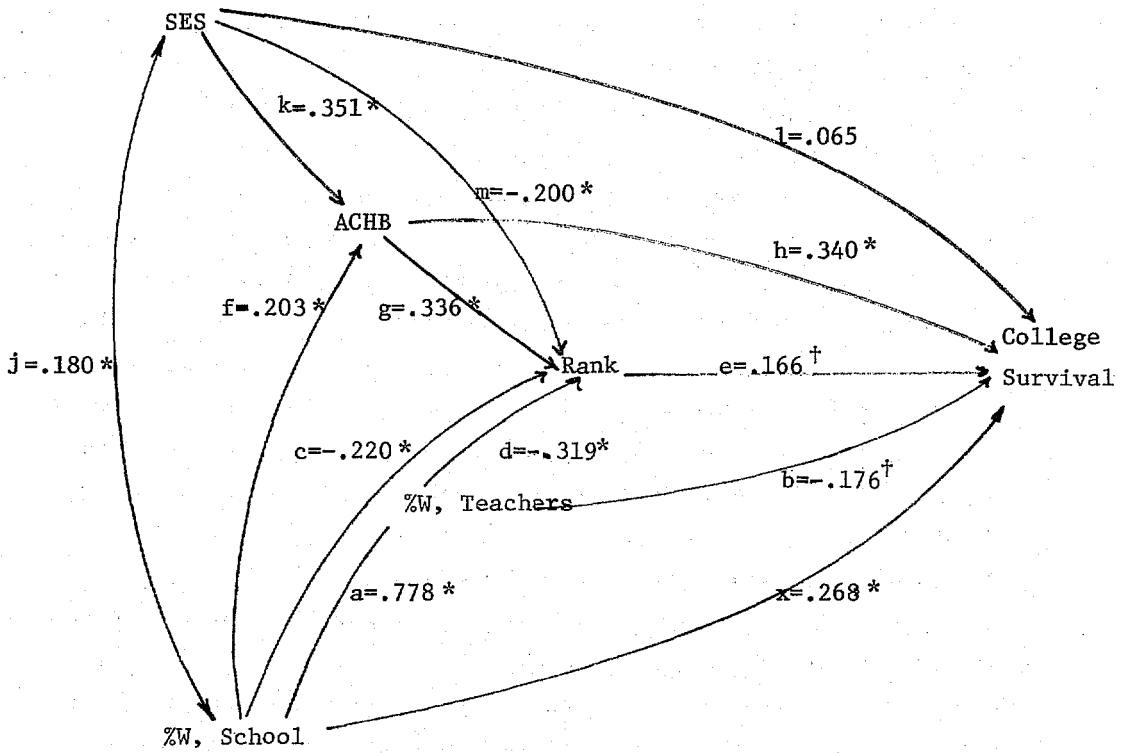 SES
k=.351*
l=.065
m=-.200*
ACHB
h=.340*
f=.203*
g=.336*
College
Survival
j=.180*
Rank
e=.166†
c=-.220*
d=-.319*
b=-.176†
%W, Teachers
a=.778*
x=.268*
%W, School